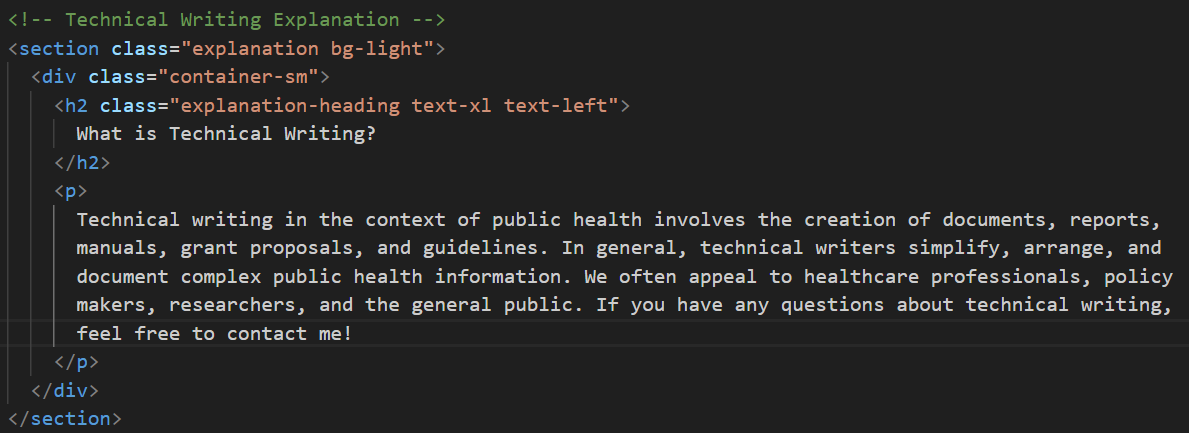 <!-- Technical Writing Explanation -->
<section class="explanation bg-light">
<div class="container-sm">
<h2 class="explanation-heading text-xl text-left">
What is Technical Writing?
</h2>
<p>
Technical writing in the context of public health involves the creation of documents, reports,
manuals, grant proposals, and guidelines. In general, technical writers simplify, arrange, and
document complex public health information. We often appeal to healthcare professionals, policy
makers, researchers, and the general public. If you have any questions about technical writing,
feel free to contact me!
</p>
</div>
</section>